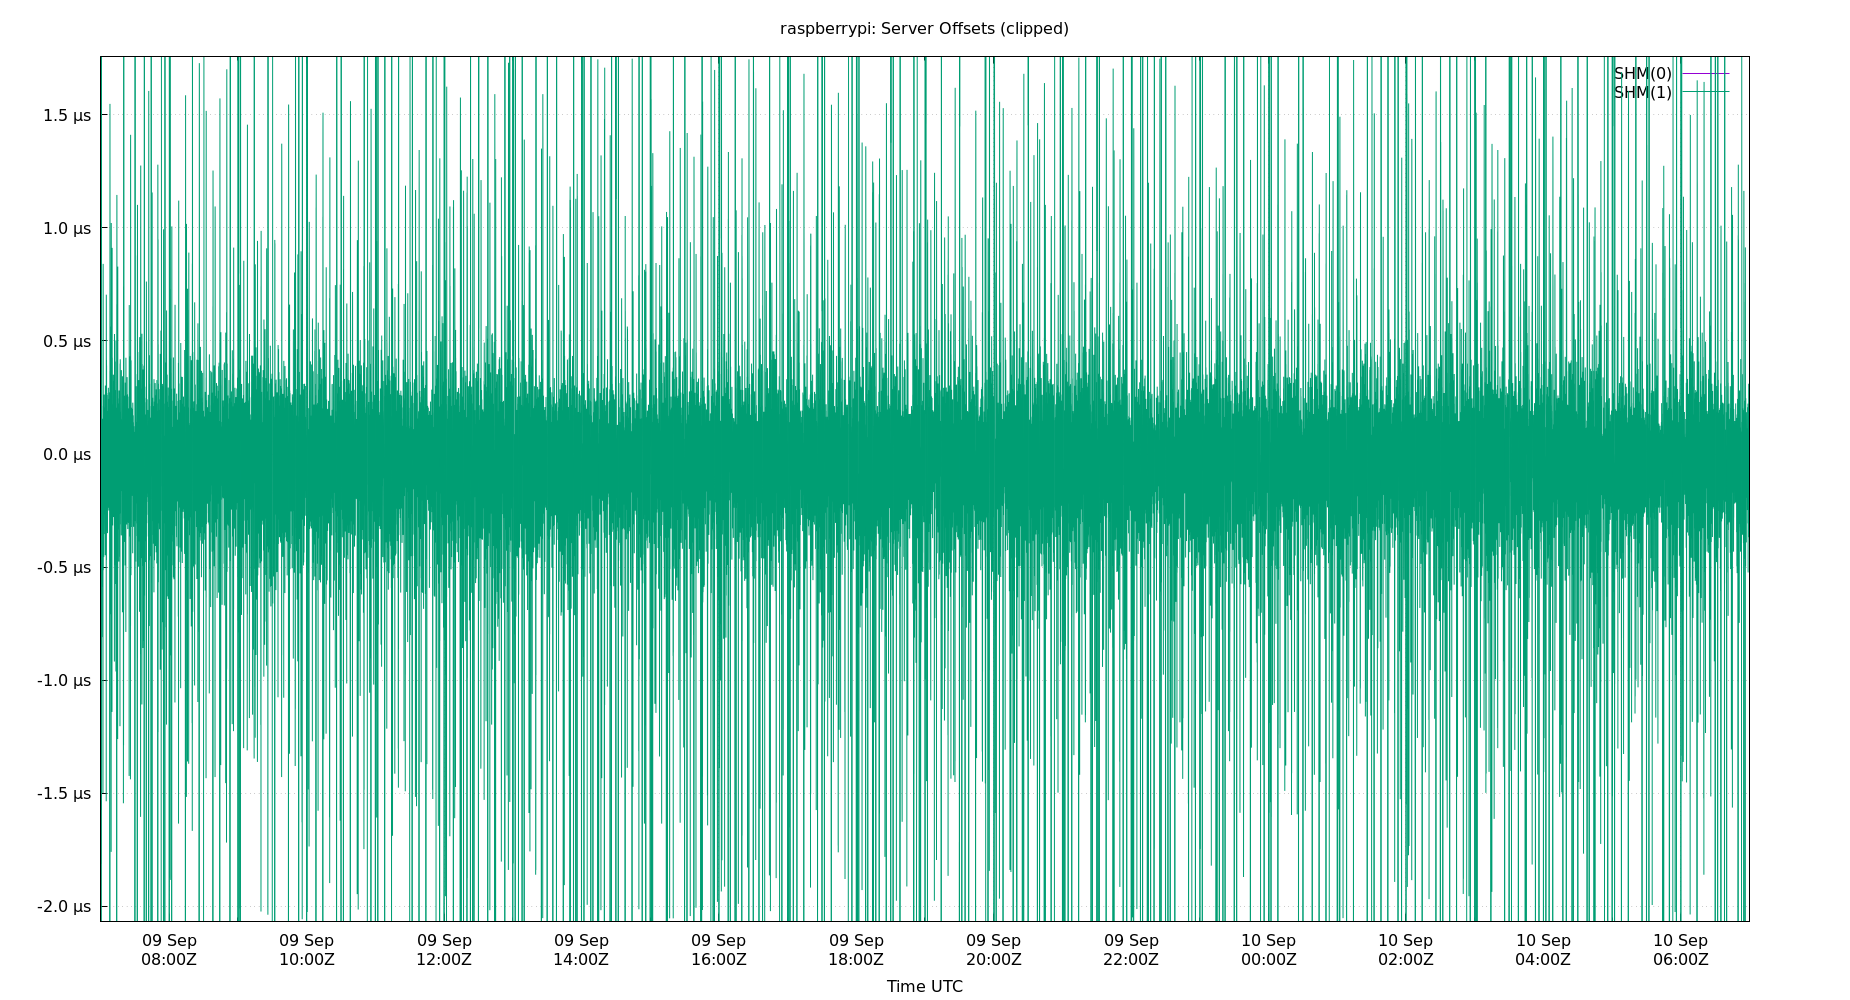 raspberrypi: Server Offsets (clipped)
SHM(0)
SHM(1)
1.5 µs
1.0 µs
0.5 µs
0.0 µs
-0.5 µs
-1.0 µs
-1.5 µs
-2.0 µs
09 Sep 09 Sep 09 Sep 09 Sep 09 Sep 09 Sep 09 Sep 09 Sep 10 Sep 10 Sep 10 Sep 10 Sep
08:00Z 10:00Z 12:00Z 14:00Z 16:00Z 18:00Z 20:00Z 22:00Z 00:00Z 02:00Z 04:00Z 06:00Z
Time UTC